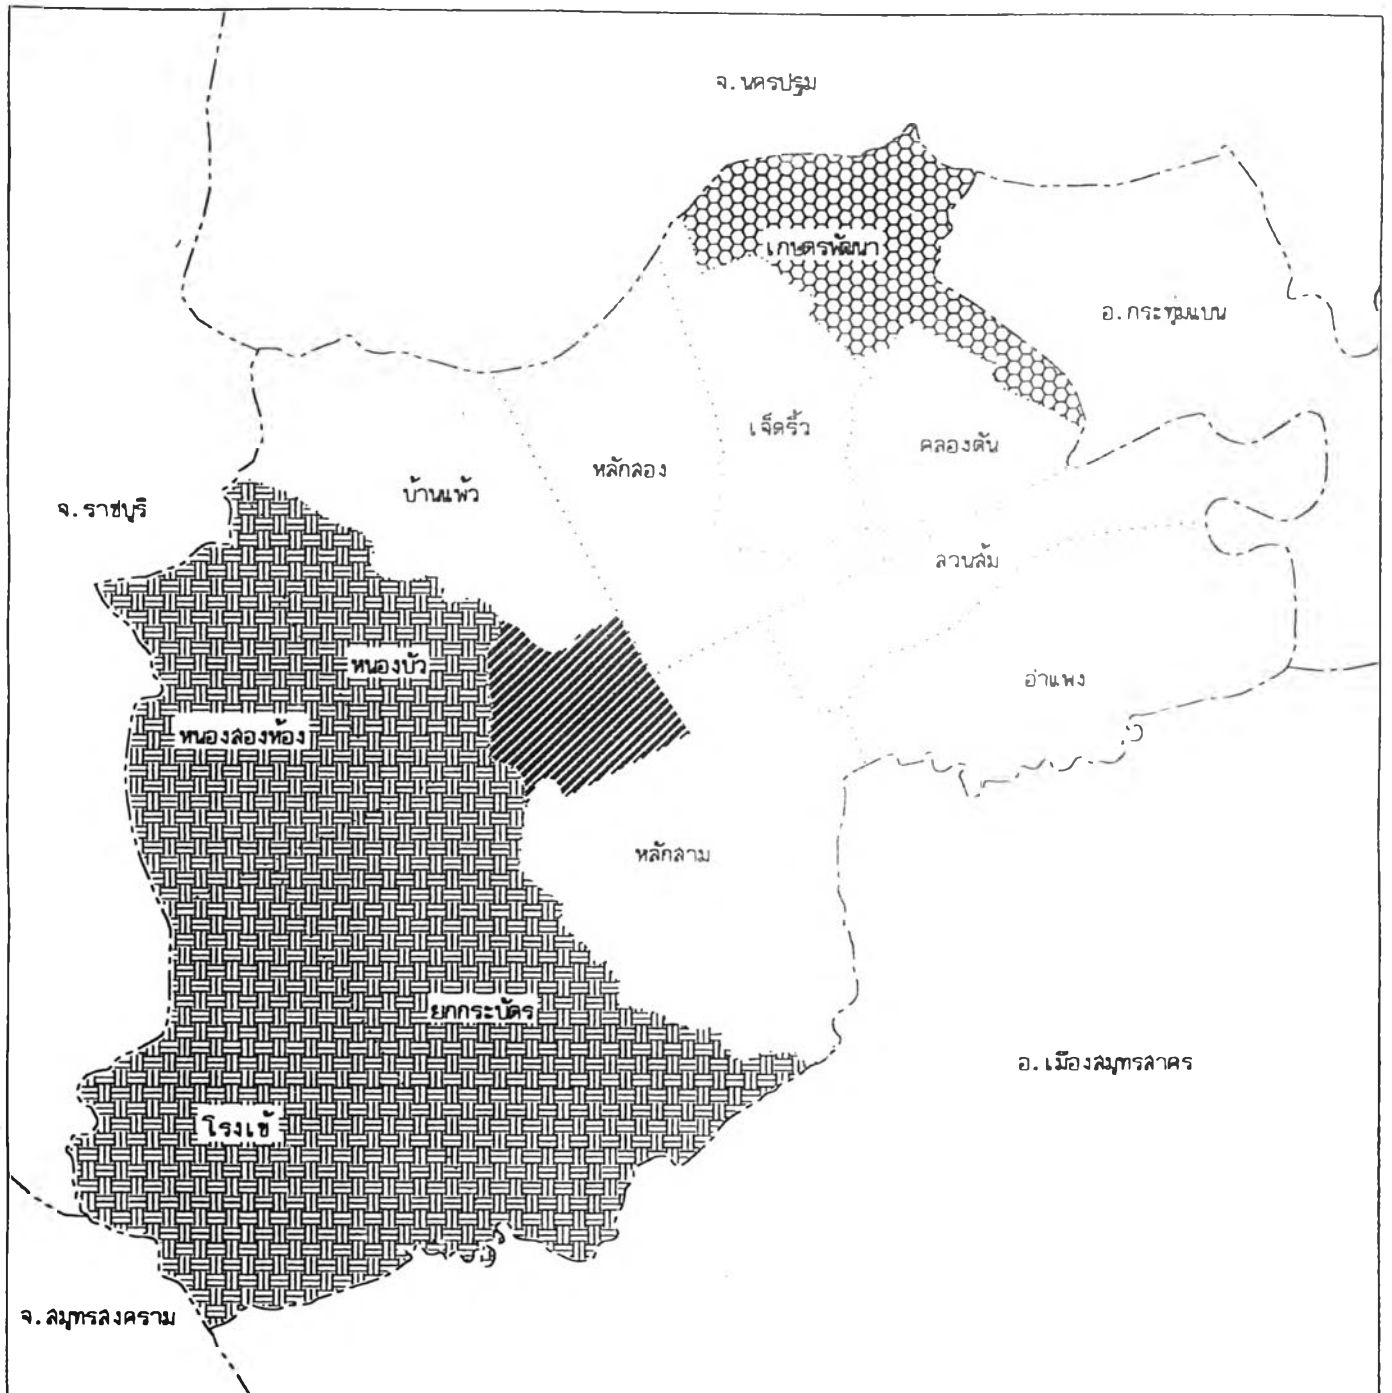 จ.นครปฐม
เกษตรพัฒนา
อ.กระทุ่มแบน
เจ็ดริ้ว
คลองตัน
หลักสอง
บ้านแพ้ว
จ.ราชบุรี
สวนส้ม
หนองบัว
อำแพง
หนองสองห้อง
หลักสาม
ยกกระบัตร
อ.เมืองสมุทรสาคร
โรงเข้
จ.สมุทรสงคราม